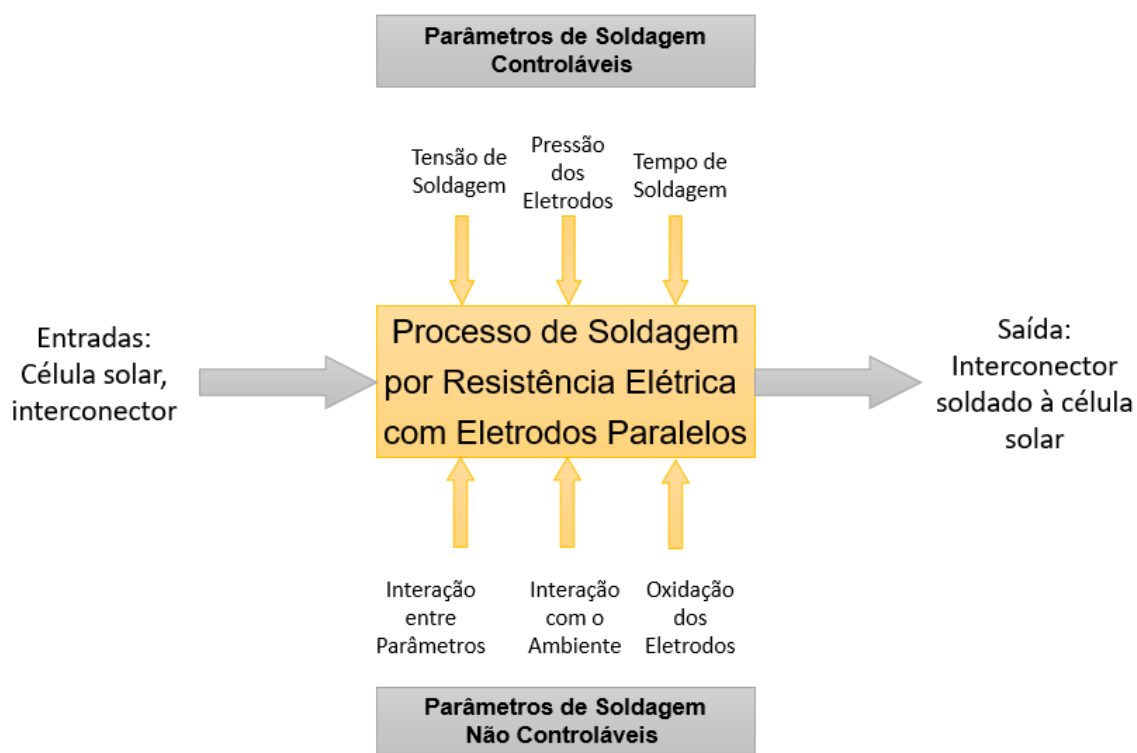 Parâmetros de Soldagem
Controláveis
Tensão de
Soldagem
Pressão
dos
Eletrodos
Tempo de
Soldagem
Entradas:
Célula solar,
interconector
Processo de Soldagem
por Resistência Elétrica
com Eletrodos Paralelos
Saída:
Interconector
soldado à célula
solar
Interação
entre
Parâmetros
Interação
com o
Ambiente
Oxidação
dos
Eletrodos
Parâmetros de Soldagem
Não Controláveis